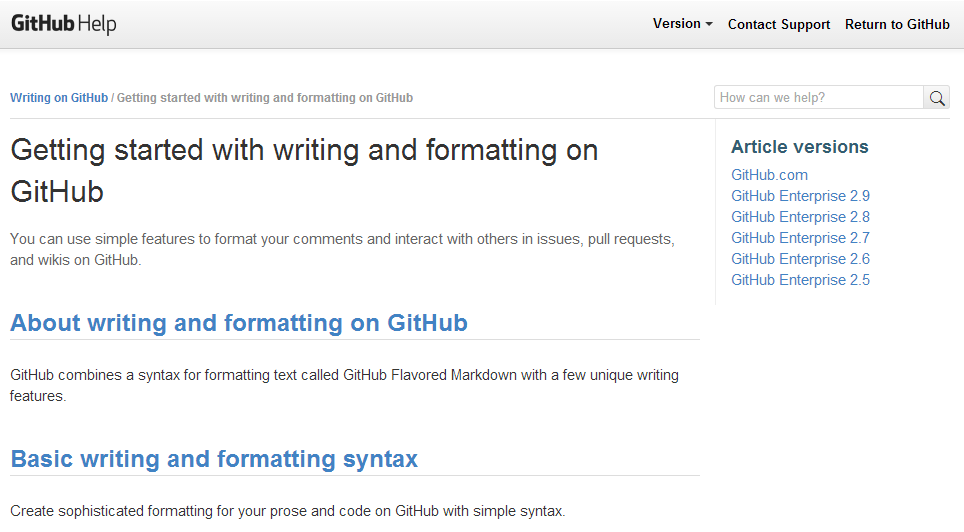 GitHub Help
Version
Contact Support
Return to GitHub
Writing on GitHub / Getting started with writing and formatting on GitHub
How can we help?
Getting started with writing and formatting on
GitHub
You can use simple features to format your comments and interact with others in issues, pull requests,
and wikis on GitHub.
About writing and formatting on GitHub
GitHub combines a syntax for formatting text called GitHub Flavored Markdown with a few unique writing
features.
Basic writing and formatting syntax
Create sophisticated formatting for your prose and code on GitHub with simple syntax.
Article versions
GitHub.com
GitHub Enterprise 2.9
GitHub Enterprise 2.8
GitHub Enterprise 2.7
GitHub Enterprise 2.6
GitHub Enterprise 2.5